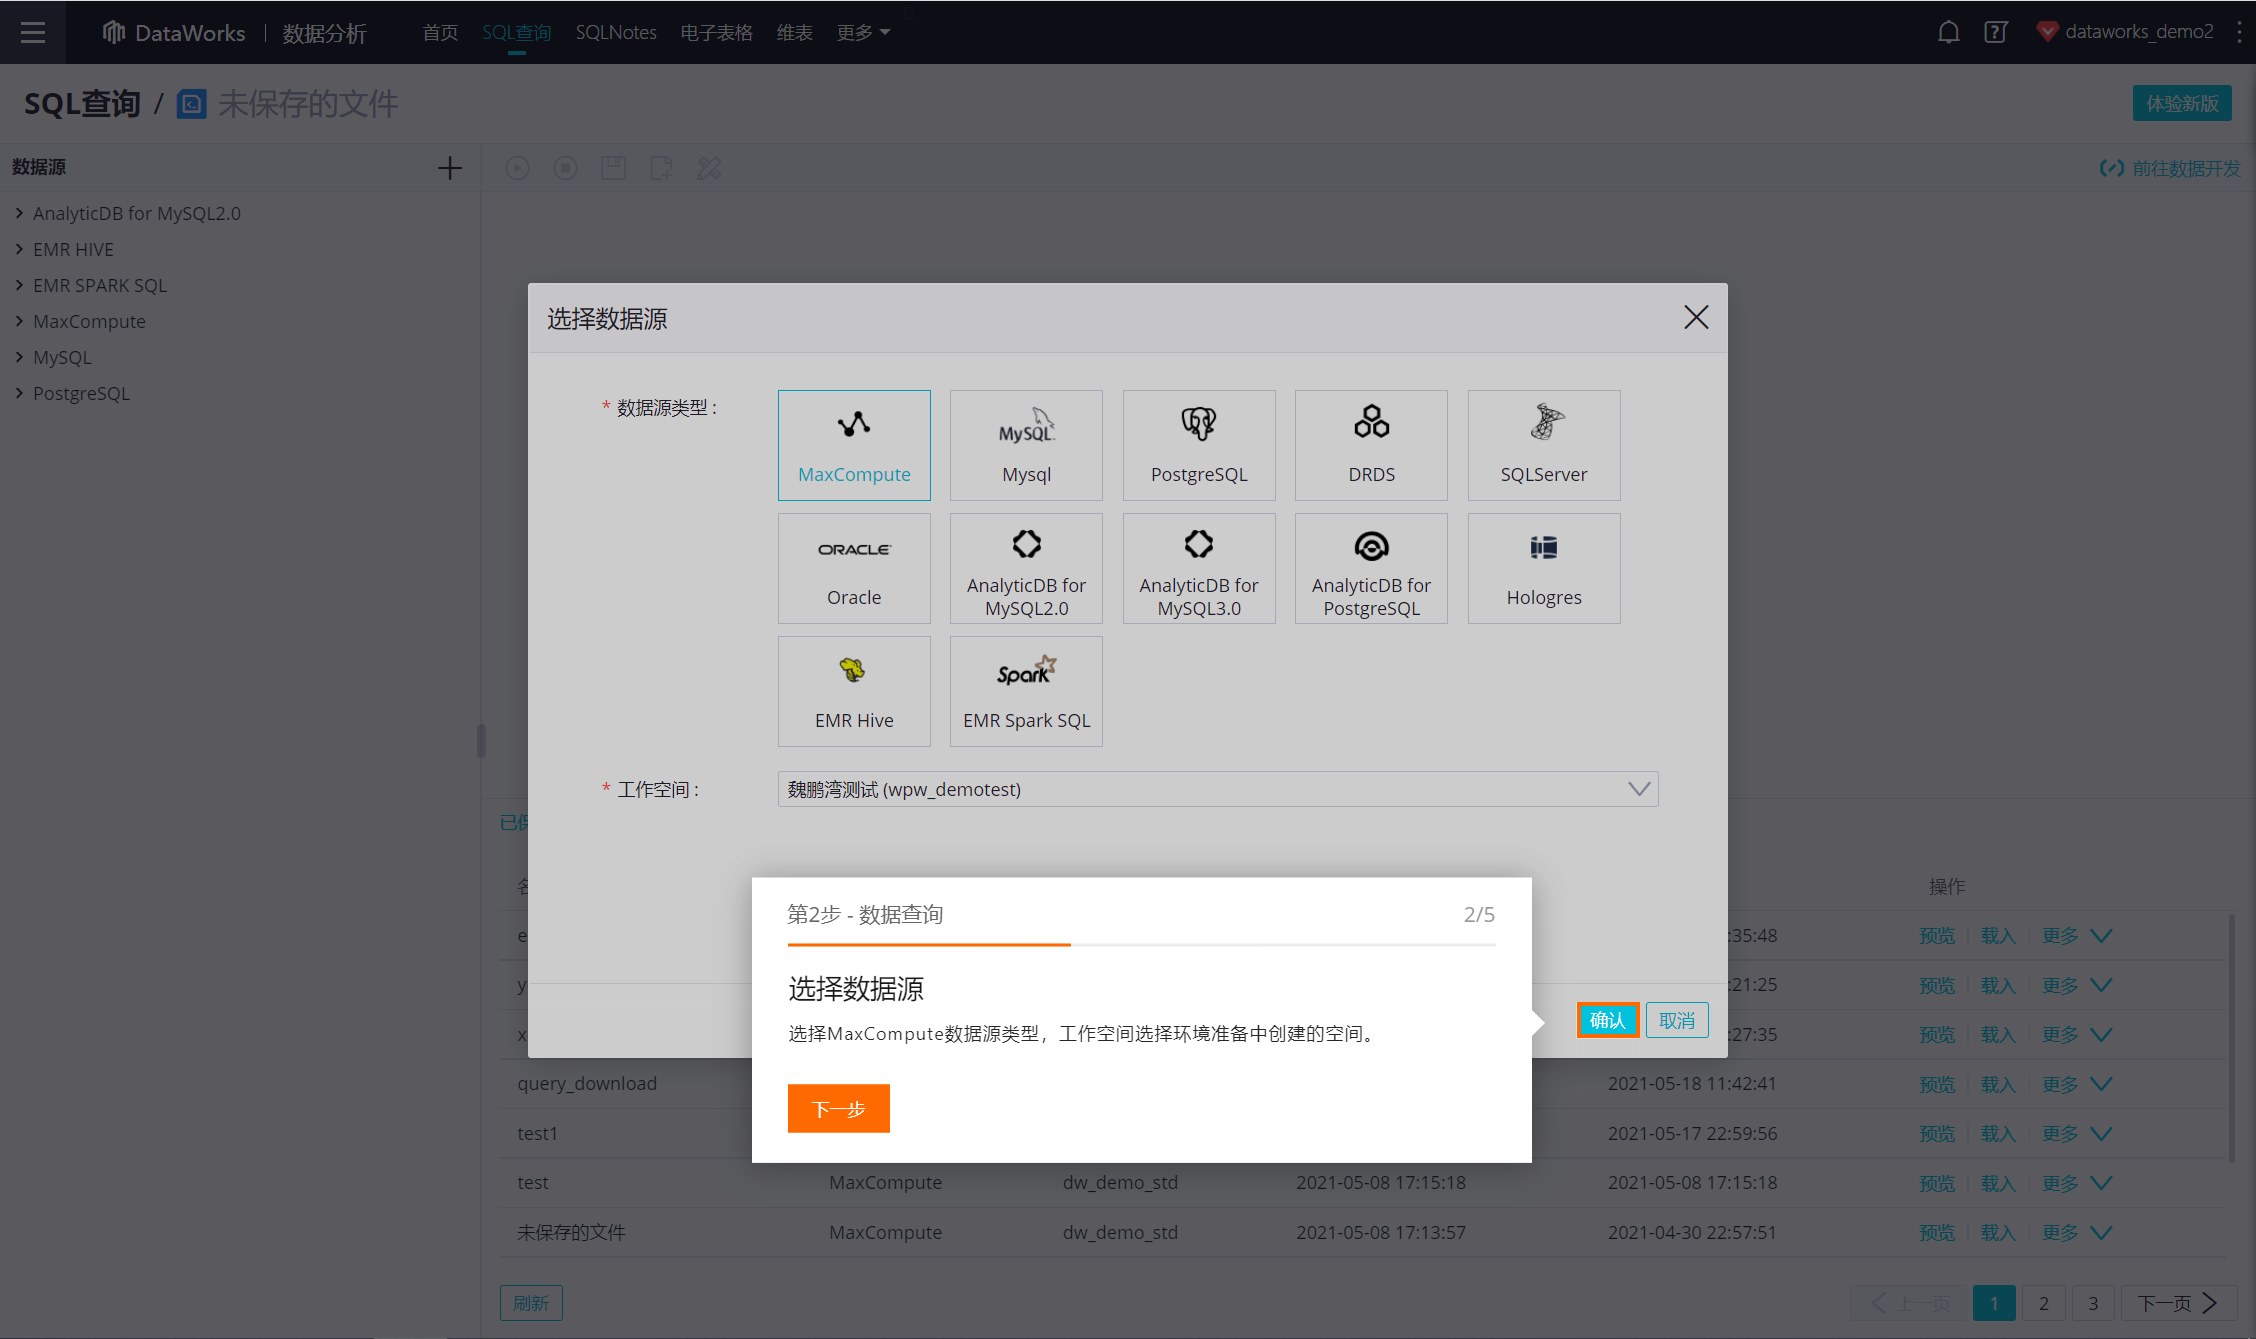 DataWorks | 数据分析 首页 SQL查询 SQLNotes 电子表格 维表 更多 dataworks_demo2
SQL查询 / 未保存的文件 体验新版
数据源 前往数据开发
AnalyticDB for MySQL2.0
EMR HIVE
EMR SPARK SQL
MaxCompute
MySQL
PostgreSQL
选择数据源
* 数据源类型 :
MaxCompute
MySQL
Mysql
PostgreSQL
DRDS
SQLServer
ORACLE
Oracle
AnalyticDB for
MySQL2.0
AnalyticDB for
MySQL3.0
AnalyticDB for
PostgreSQL
Hologres
EMR Hive
Spark
EMR Spark SQL
* 工作空间 : 魏鹏湾测试 (wpw_demotest)
确认 取消
第2步 - 数据查询 2/5
选择数据源
选择MaxCompute数据源类型，工作空间选择环境准备中创建的空间。
下一步
已保
名 操作
e :35:48 预览 载入 更多
y :21:25 预览 载入 更多
x :27:35 预览 载入 更多
query_download 2021-05-18 11:42:41 预览 载入 更多
test1 2021-05-17 22:59:56 预览 载入 更多
test MaxCompute dw_demo_std 2021-05-08 17:15:18 2021-05-08 17:15:18 预览 载入 更多
未保存的文件 MaxCompute dw_demo_std 2021-05-08 17:13:57 2021-04-30 22:57:51 预览 载入 更多
刷新 上一页 1 2 3 下一页